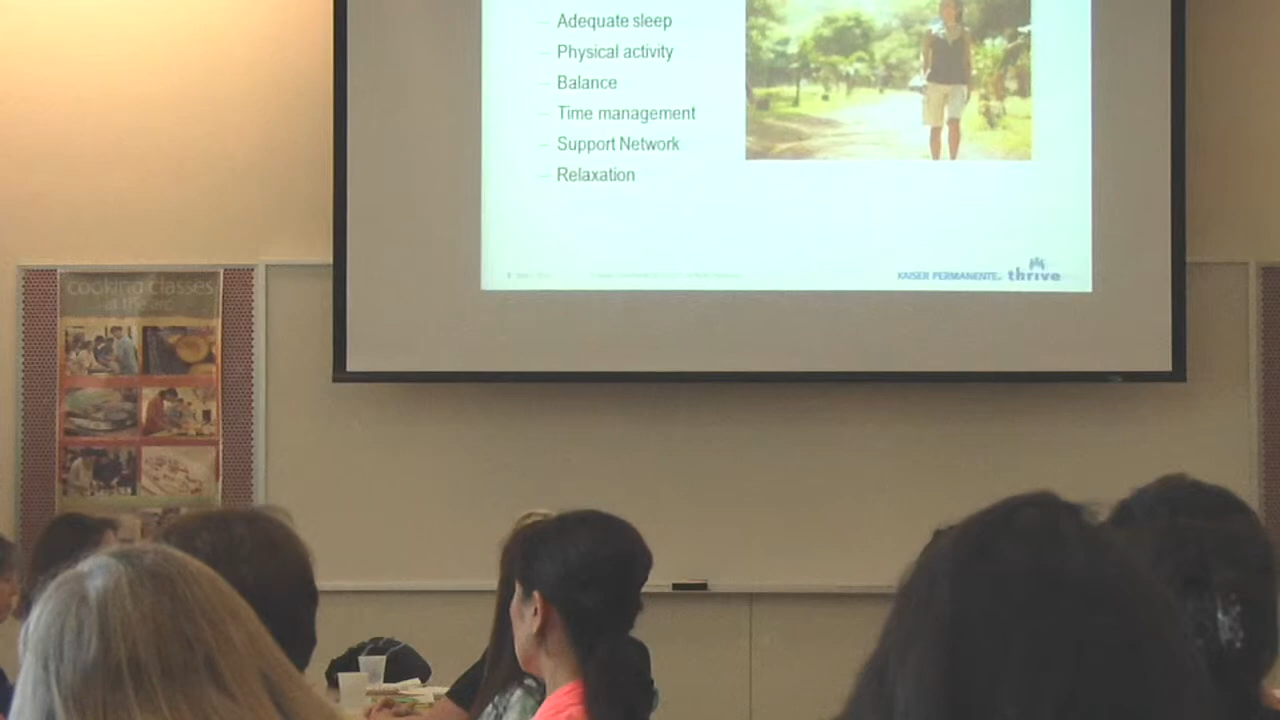 – Adequate sleep
– Physical activity
– Balance
– Time management
– Support Network
– Relaxation
KAISER PERMANENTE® thrive
cooking classes